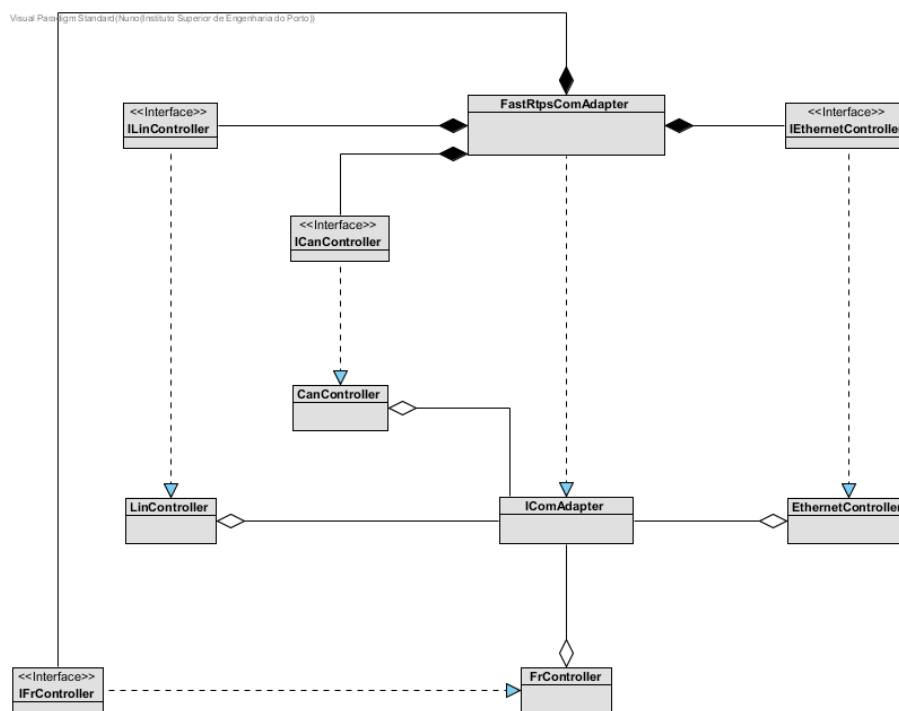 Visual Paradigm Standard(Nuno(Instituto Superior de Engenharia do Porto))
FastRtpsComAdapter
<<Interface>>
ILinController
<<Interface>>
IEthernetController
<<Interface>>
ICanController
CanController
LinController
IComAdapter
EthernetController
<<Interface>>
IFrController
FrController